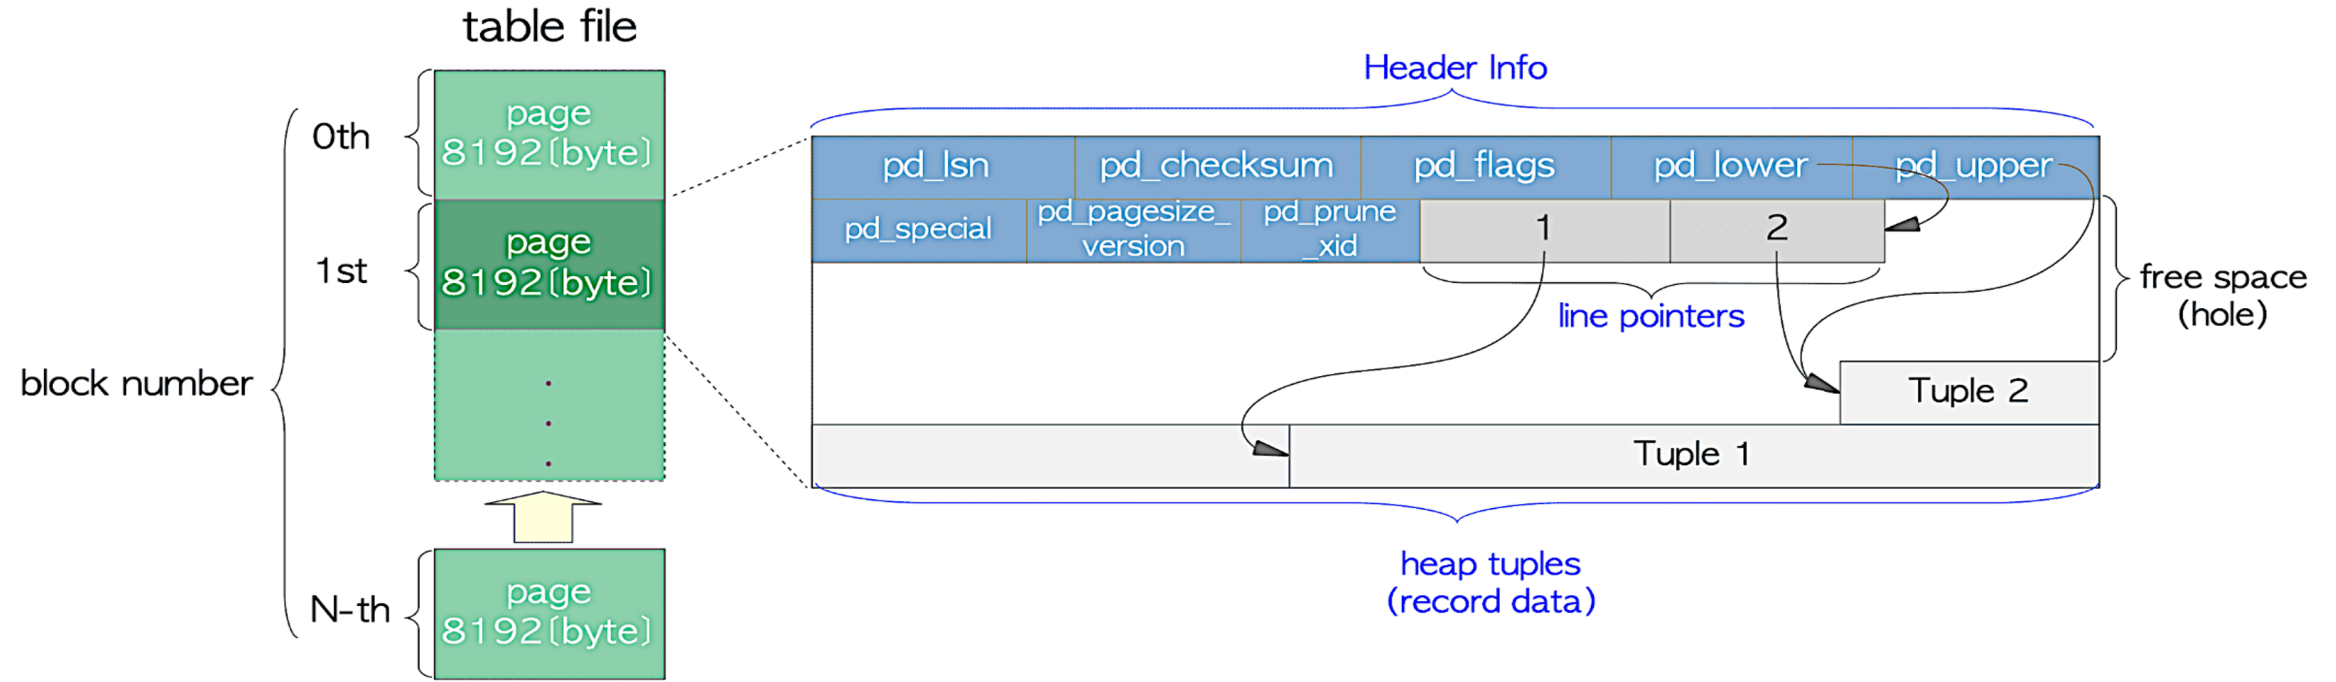 table file
block number
0th
page
8192[byte]
1st
page
8192[byte]
N-th
page
8192[byte]
Header Info
pd_lsn
pd_checksum
pd_flags
pd_lower
pd_upper
pd_special
pd_pagesize_
version
pd_prune
_xid
1
2
line pointers
free space
(hole)
Tuple 2
Tuple 1
heap tuples
(record data)